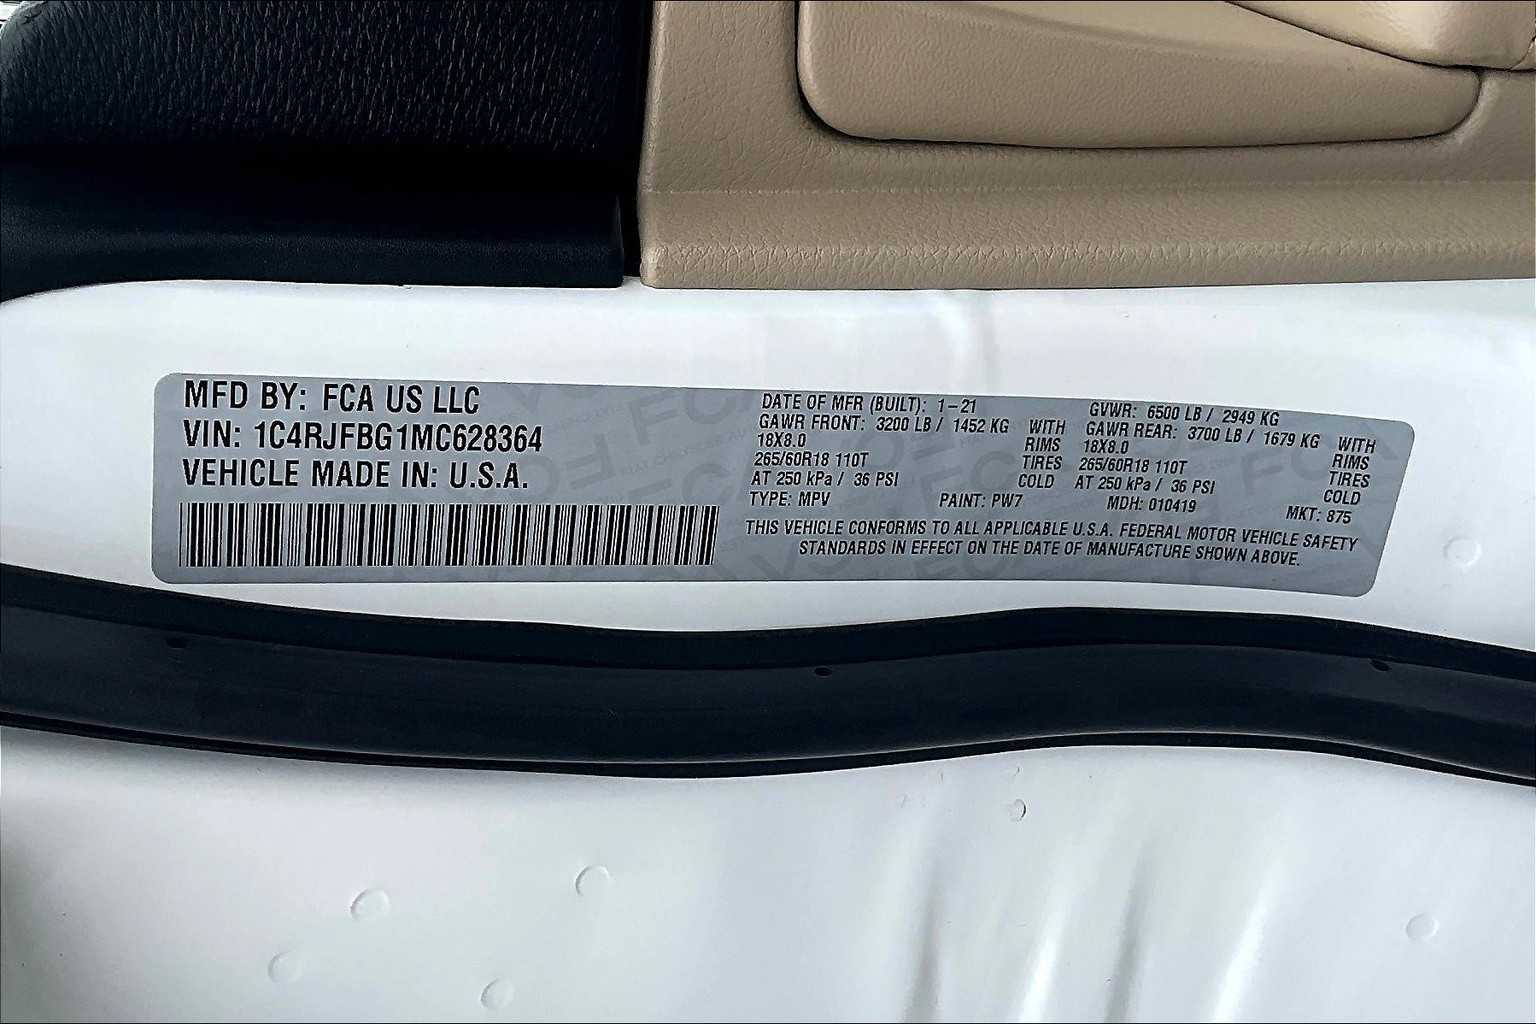 MFD BY: FCA US LLC
VIN: 1C4RJFBG1MC628364
VEHICLE MADE IN: U.S.A.
DATE OF MFR (BUILT): 1-21
GAWR FRONT: 3200 LB / 1452 KG WITH
18X8.0 RIMS
265/60R18 110T TIRES
AT 250 kPa / 36 PSI COLD
GVWR: 6500 LB / 2949 KG
GAWR REAR: 3700 LB / 1679 KG WITH
18X8.0 RIMS
265/60R18 110T TIRES
AT 250 kPa / 36 PSI COLD
TYPE: MPV PAINT: PW7 MDH: 010419 MKT: 875
THIS VEHICLE CONFORMS TO ALL APPLICABLE U.S.A. FEDERAL MOTOR VEHICLE SAFETY
STANDARDS IN EFFECT ON THE DATE OF MANUFACTURE SHOWN ABOVE.